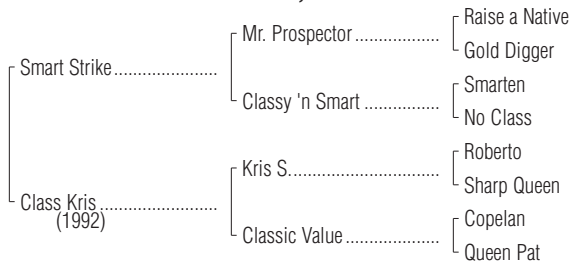 Raise a Native
Mr. Prospector..................
Gold Digger
Smart Strike......................
Smarten
Classy 'n Smart ................
No Class
Roberto
Kris S..............................
Sharp Queen
Class Kris .........................
(1992)
Copelan
Classic Value....................
Queen Pat